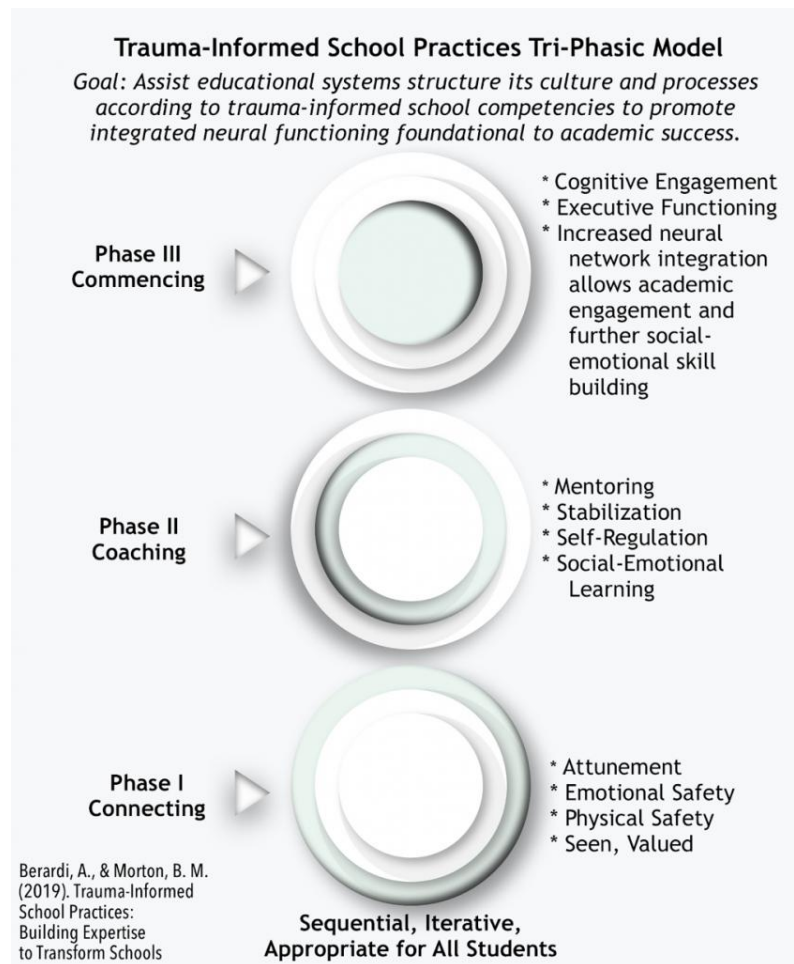 Trauma-Informed School Practices Tri-Phasic Model
Goal: Assist educational systems structure its culture and processes
according to trauma-informed school competencies to promote
integrated neural functioning foundational to academic success.
Phase III
Commencing
* Cognitive Engagement
* Executive Functioning
* Increased neural
network integration
allows academic
engagement and
further social-
emotional skill
building
Phase II
Coaching
* Mentoring
* Stabilization
* Self-Regulation
* Social-Emotional
Learning
Phase I
Connecting
* Attunement
* Emotional Safety
* Physical Safety
* Seen, Valued
Berardi, A., & Morton, B. M.
(2019). Trauma-Informed
School Practices:
Building Expertise
to Transform Schools
Sequential, Iterative,
Appropriate for All Students